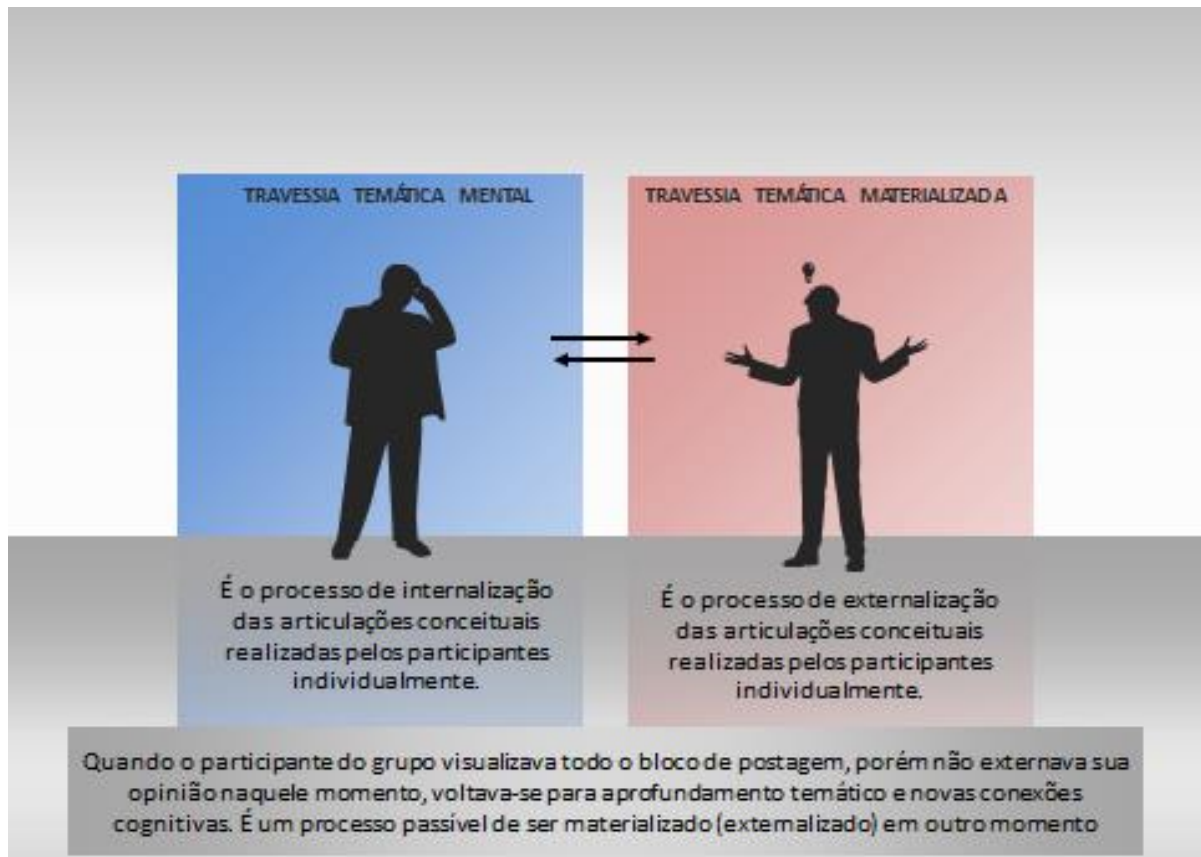 TRAVESSIA TEMÁTICA MENTAL
É o processo de internalização
das articulações conceituais
realizadas pelos participantes
individualmente.
TRAVESSIA TEMÁTICA MATERIALIZADA
É o processo de externalização
das articulações conceituais
realizadas pelos participantes
individualmente.
Quando o participante do grupo visualizava todo o bloco de postagem, porém não externava sua
opinião naquele momento, voltava-se para aprofundamento temático e novas conexões
cognitivas. É um processo passível de ser materializado (externalizado) em outro momento